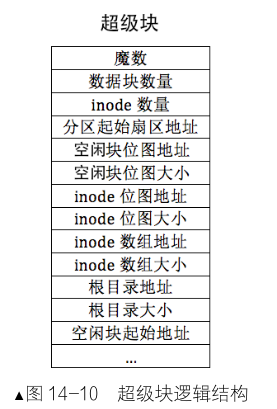 超级块
魔数
数据块数量
inode 数量
分区起始扇区地址
空闲块位图地址
空闲块位图大小
inode 位图地址
inode 位图大小
inode 数组地址
inode 数组大小
根目录地址
根目录大小
空闲块起始地址
...
▲图 14-10 超级块逻辑结构